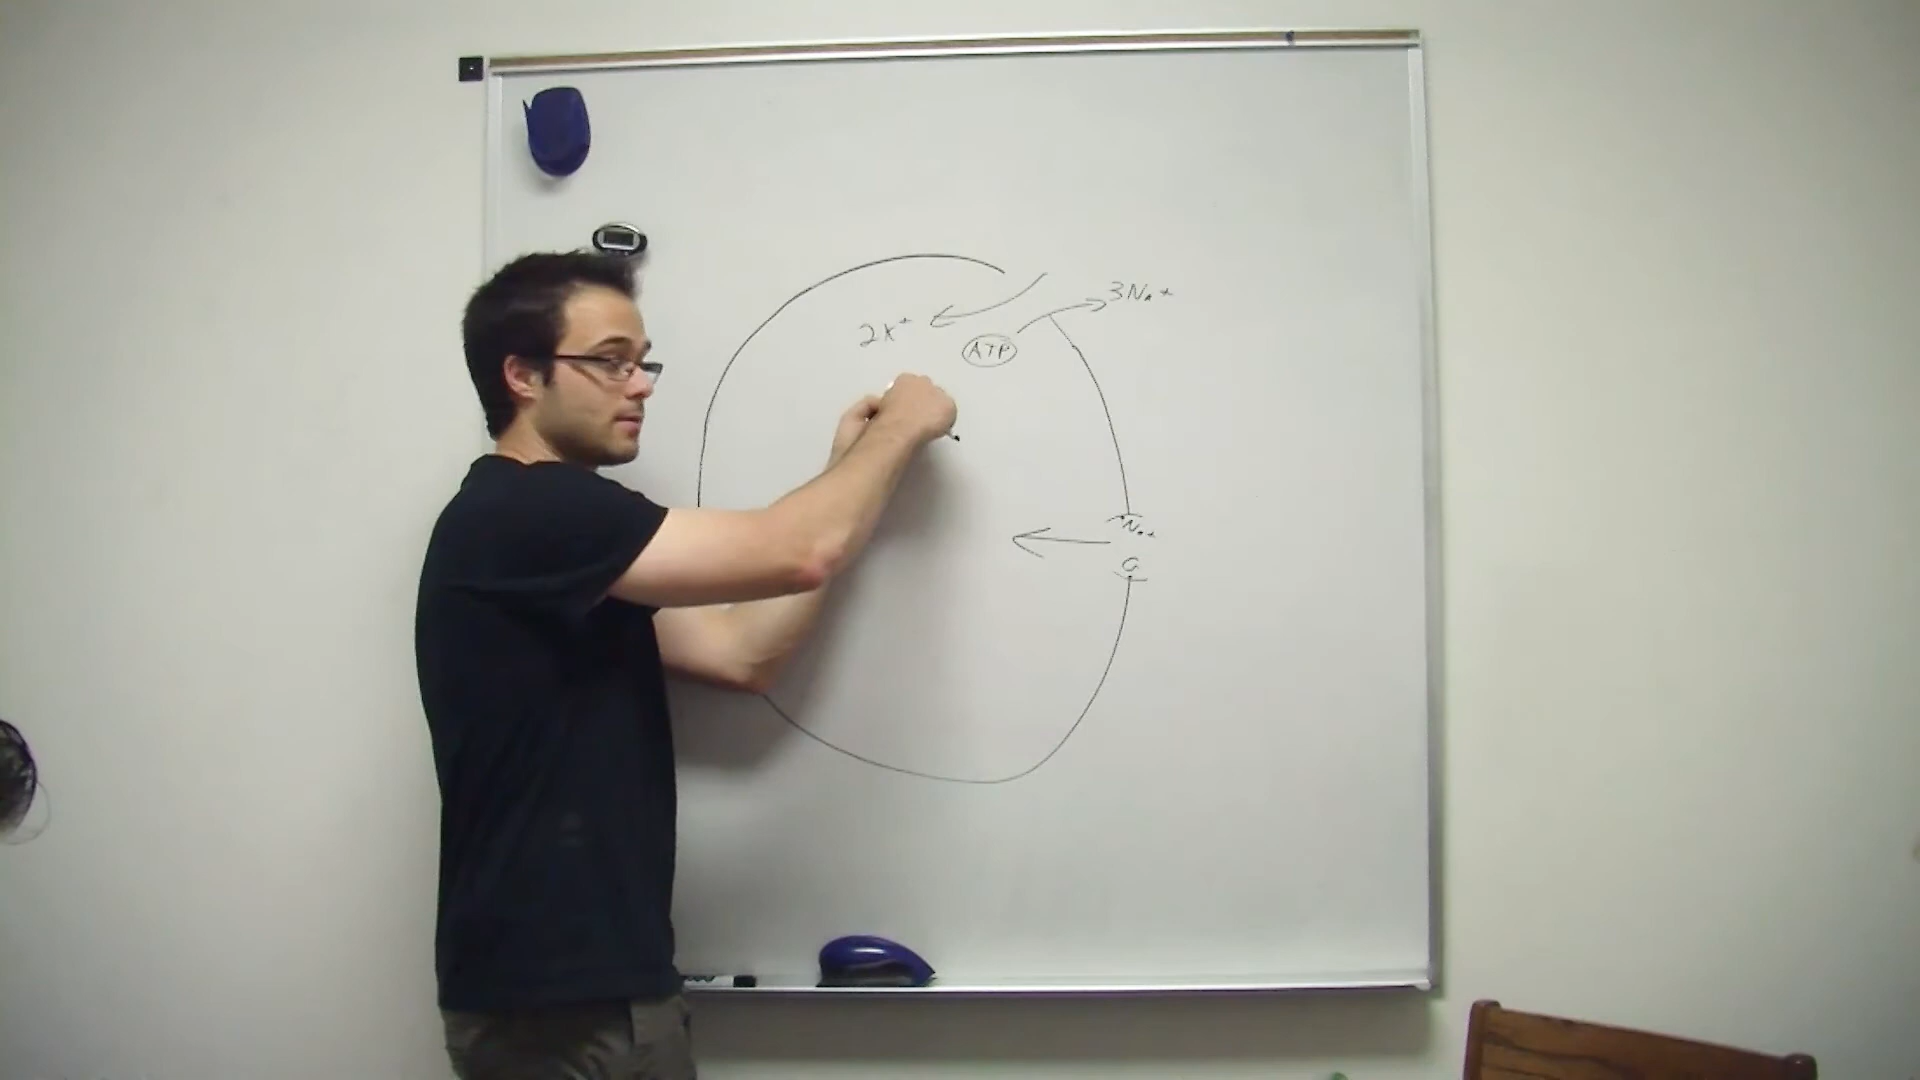 3Na+
2K+
ATP
Na+
G